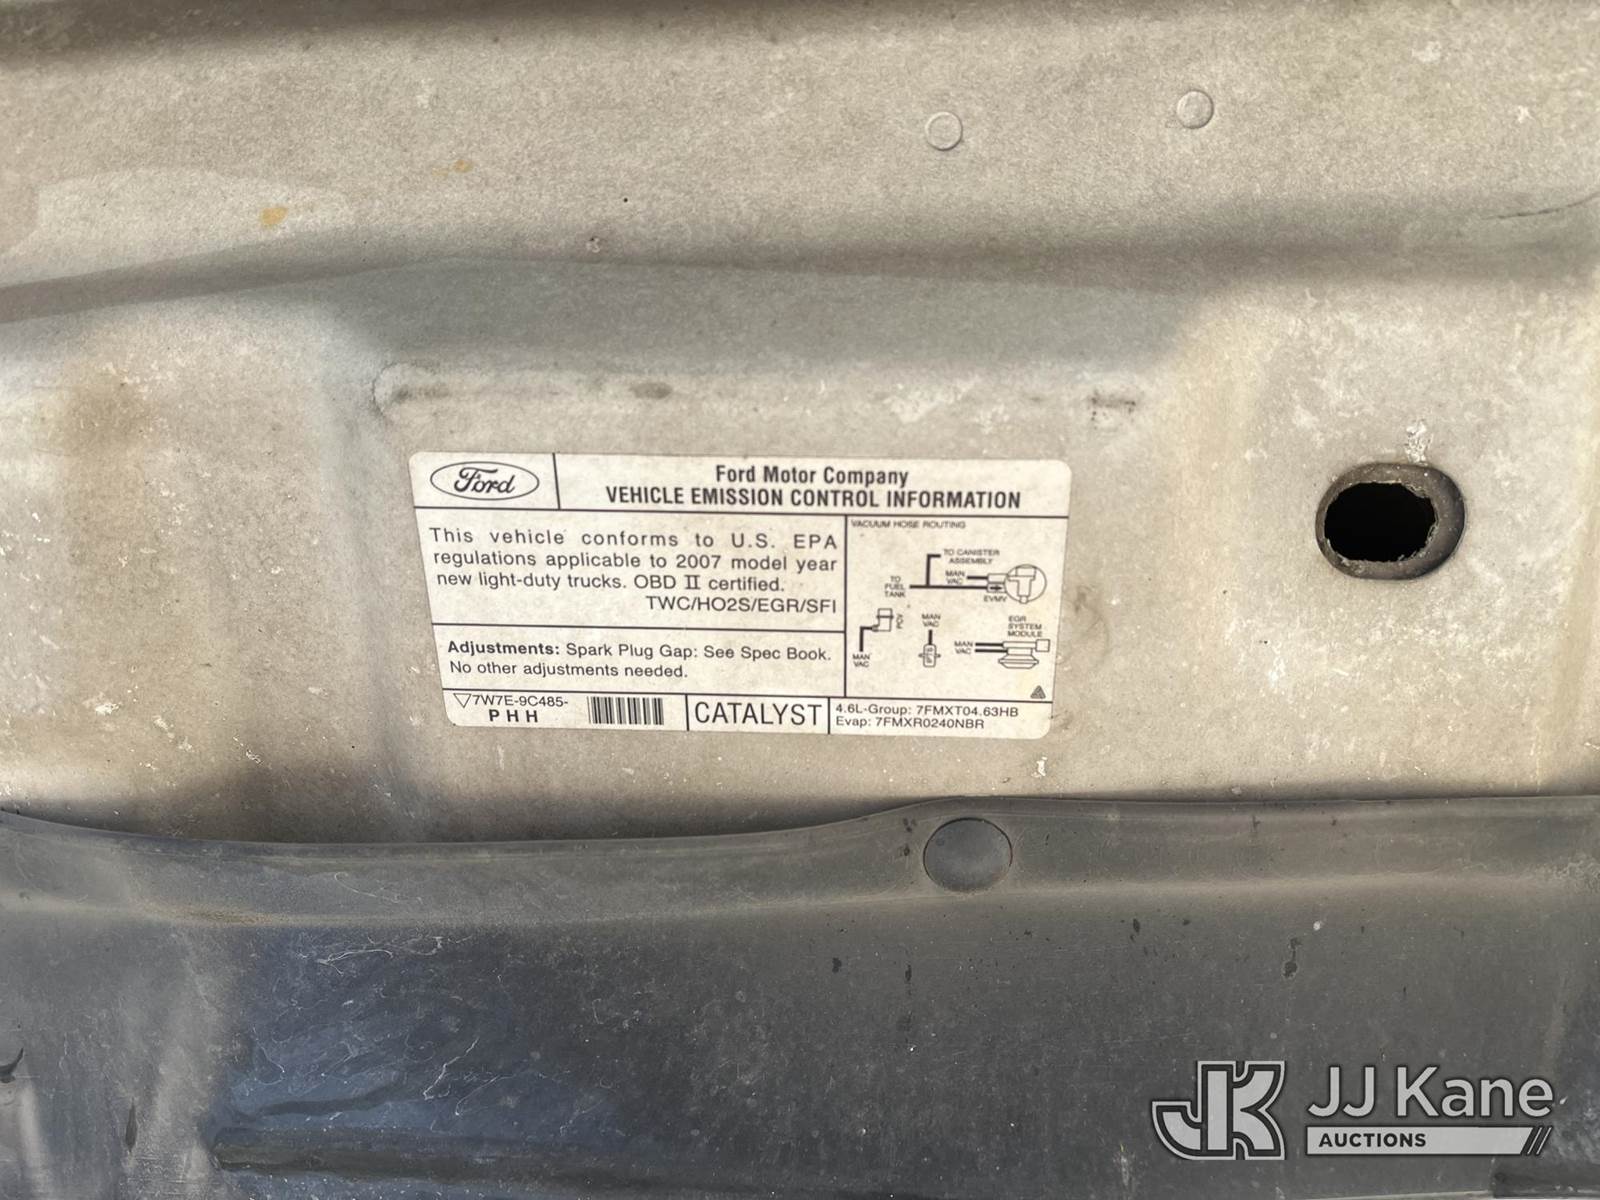 Ford
Ford Motor Company
VEHICLE EMISSION CONTROL INFORMATION
This vehicle conforms to U.S. EPA
regulations applicable to 2007 model year
new light-duty trucks. OBD II certified.
TWC/HO2S/EGR/SFI
Adjustments: Spark Plug Gap: See Spec Book.
No other adjustments needed.
VACUUM HOSE ROUTING
TO CANISTER
ASSEMBLY
MAN
VAC
TO
FUEL
TANK
EVMV
PCV
MAN
VAC
MAN
VAC
EGR
SYSTEM
MODULE
MAN
VAC
7W7E-9C485-
PHH
CATALYST
4.6L-Group: 7FMXT04.63HB
Evap: 7FMXR0240NBR
JK
JJ Kane
AUCTIONS